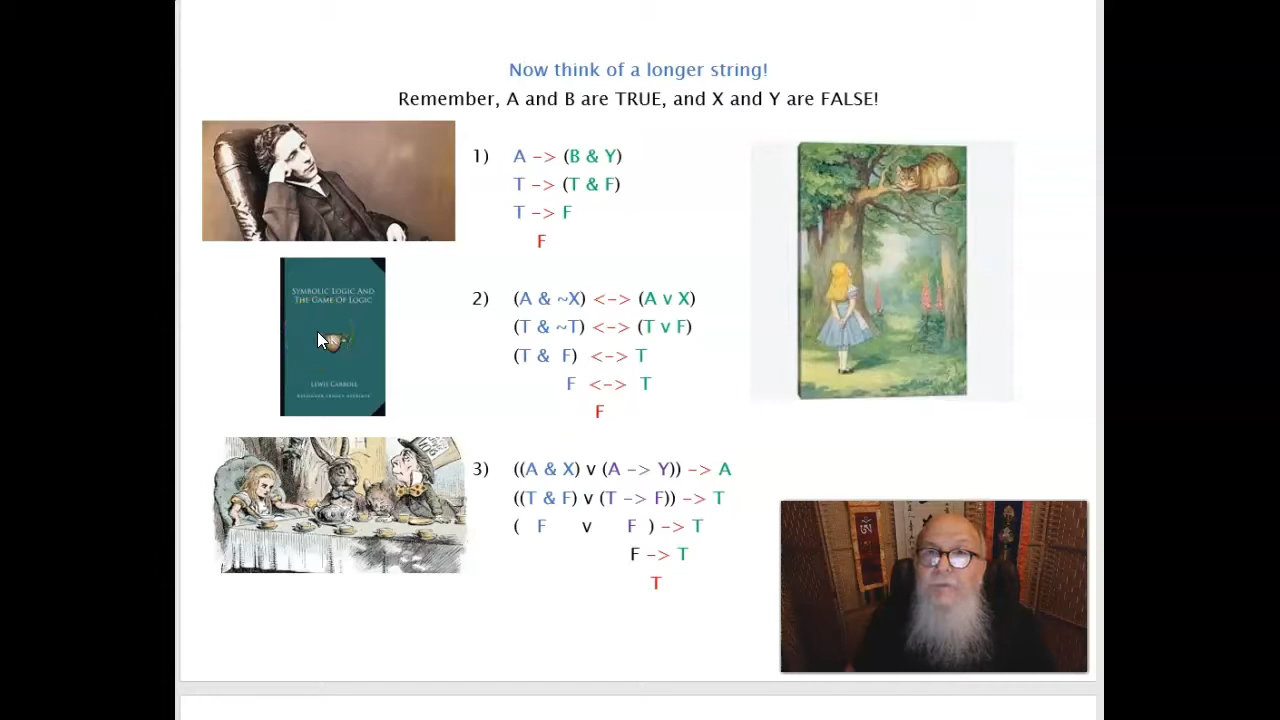 Now think of a longer string!
Remember, A and B are TRUE, and X and Y are FALSE!
1) A -> (B & Y)
T -> (T & F)
T -> F
F
2) (A & ~X) <-> (A v X)
(T & ~T) <-> (T v F)
(T & F) <-> T
F <-> T
F
3) ((A & X) v (A -> Y)) -> A
((T & F) v (T -> F)) -> T
( F v F ) -> T
F -> T
T
SYMBOLIC LOGIC AND
THE GAME OF LOGIC
LEWIS CARROLL